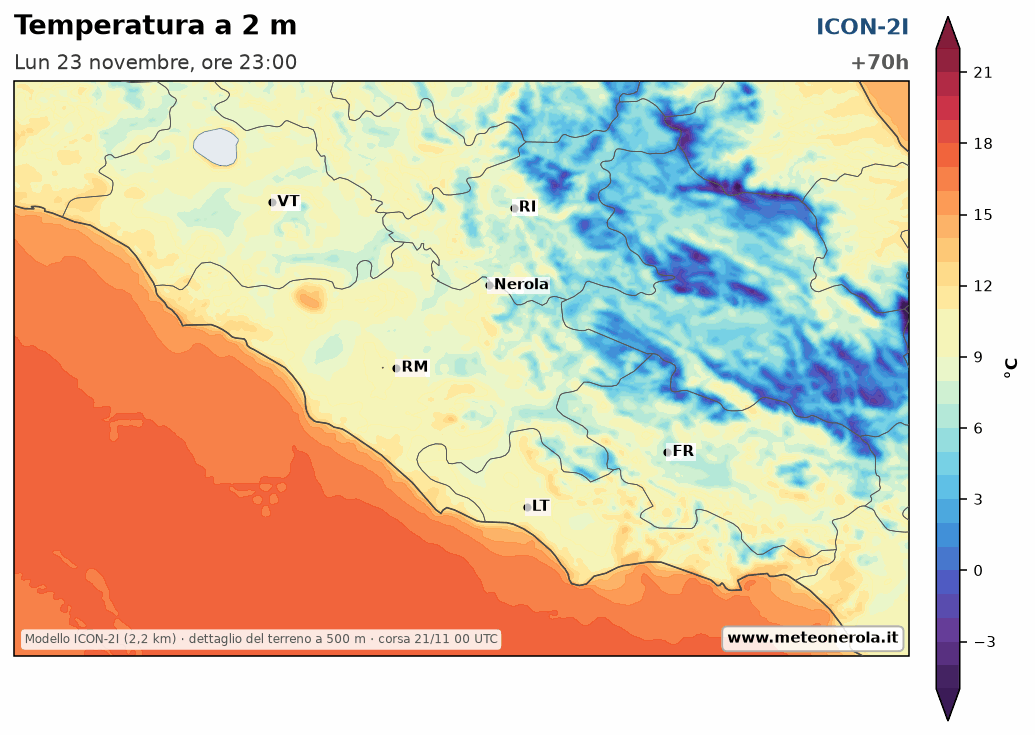 Temperatura a 2 m
ICON-2I
Lun 23 novembre, ore 23:00
+70h
VT
RI
Nerola
RM
FR
LT
Modello ICON-2I (2,2 km) · dettaglio del terreno a 500 m · corsa 21/11 00 UTC
www.meteonerola.it
21
18
15
12
9
6
3
0
−3
°C